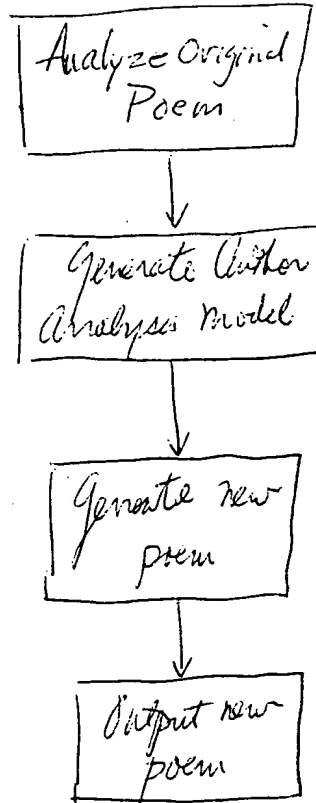 Analyze Original
Poem
Generate Author
Analysis Model
Generate new
poem
Output new
poem